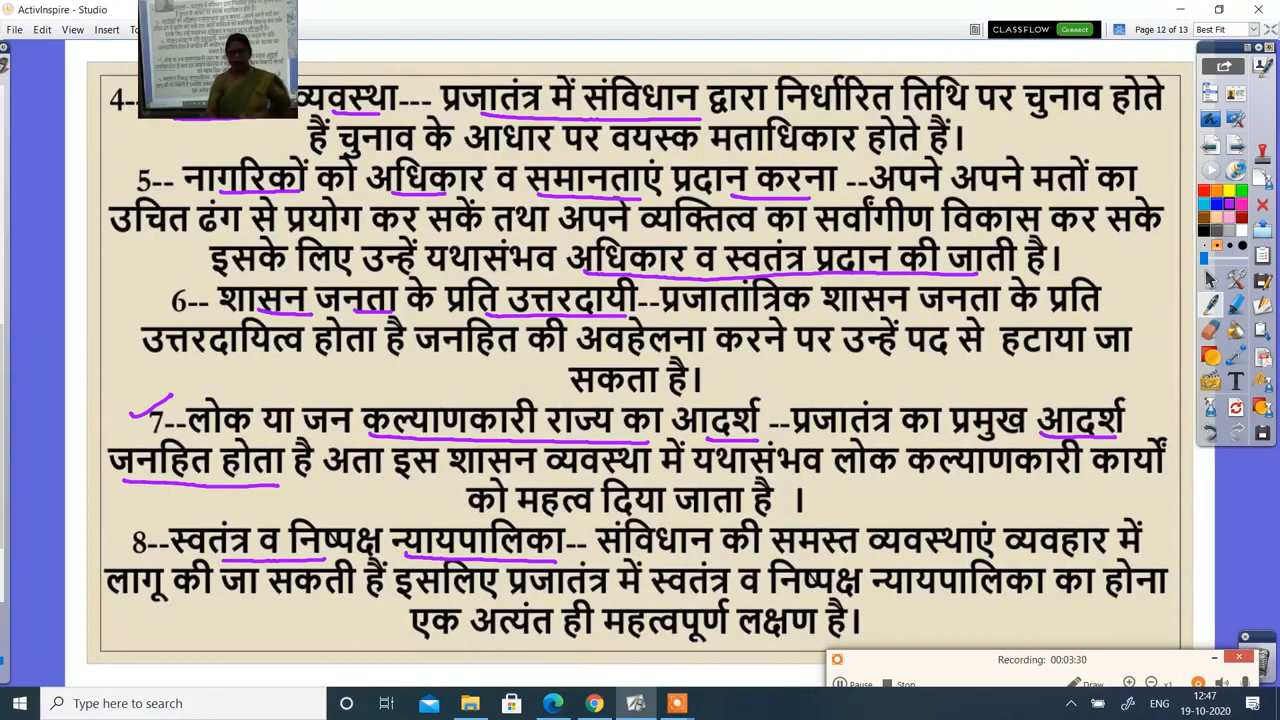 ActivInspire - Studio
File Edit View Insert
CLASSFLOW Connect
Page 12 of 13 Best Fit
4-- व्यवस्था--- प्रजातंत्र में संविधान द्वारा निर्धारित तिथि पर चुनाव होते
हैं चुनाव के आधार पर वयस्क मताधिकार होते हैं।
5-- नागरिकों को अधिकार व समानताएं प्रदान करना --अपने अपने मतों का
उचित ढंग से प्रयोग कर सकें तथा अपने व्यक्तित्व का सर्वांगीण विकास कर सके
इसके लिए उन्हें यथासंभव अधिकार व स्वतंत्र प्रदान की जाती है।
6-- शासन जनता के प्रति उत्तरदायी--प्रजातांत्रिक शासन जनता के प्रति
उत्तरदायित्व होता है जनहित की अवहेलना करने पर उन्हें पद से हटाया जा
सकता है।
7--लोक या जन कल्याणकारी राज्य का आदर्श --प्रजातंत्र का प्रमुख आदर्श
जनहित होता है अता इस शासन व्यवस्था में यथासंभव लोक कल्याणकारी कार्यों
को महत्व दिया जाता है ।
8--स्वतंत्र व निष्पक्ष न्यायपालिका-- संविधान की समस्त व्यवस्थाएं व्यवहार में
लागू की जा सकती हैं इसलिए प्रजातंत्र में स्वतंत्र व निष्पक्ष न्यायपालिका का होना
एक अत्यंत ही महत्वपूर्ण लक्षण है।
Recording: 00:03:30
Pause Stop Draw x1
Type here to search
ENG 12:47
19-10-2020